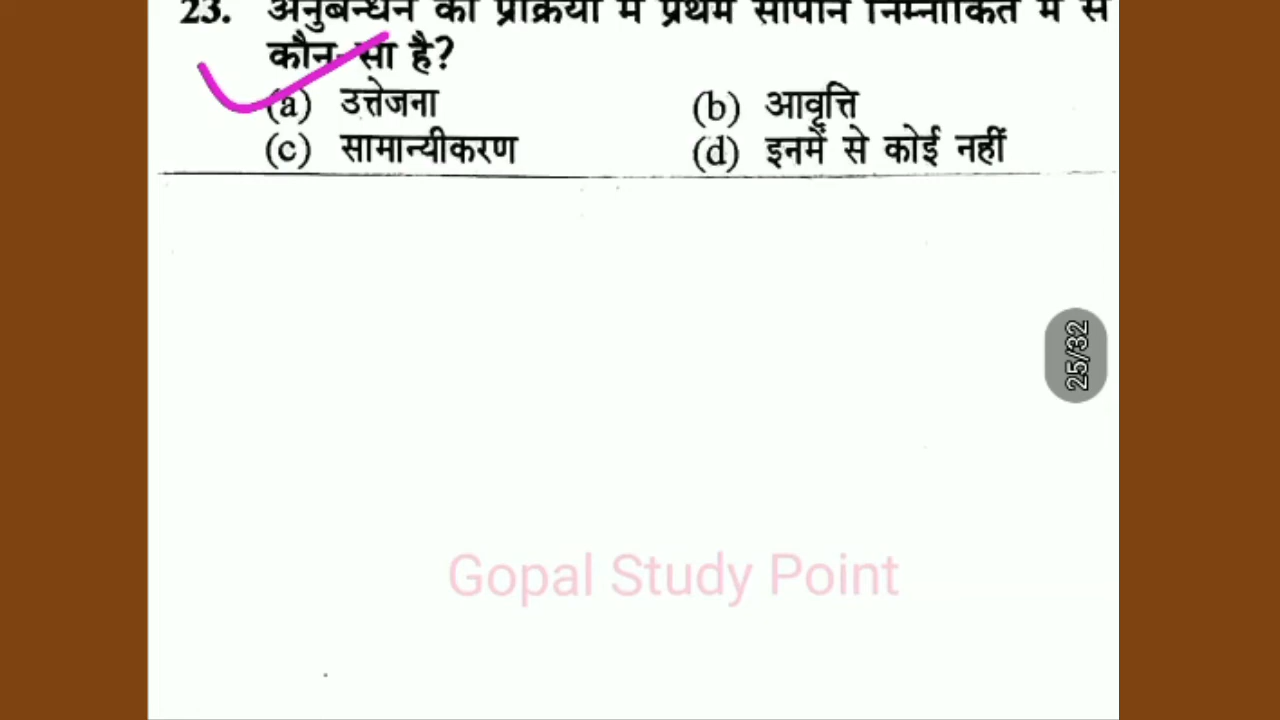 23. अनुबन्धन की प्रक्रिया में प्रथम सोपान निम्नांकित में से
कौन-सा है?
(a) उत्तेजना (b) आवृत्ति
(c) सामान्यीकरण (d) इनमें से कोई नहीं
25/32
Gopal Study Point